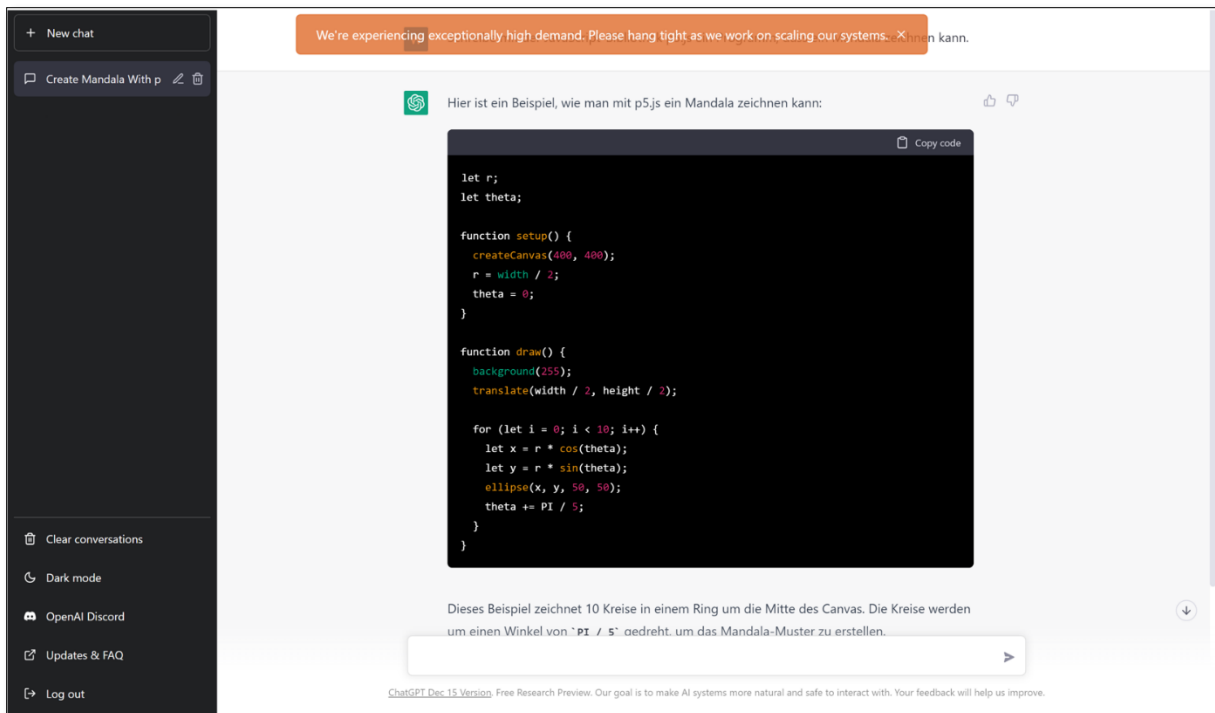 New chat
Create Mandala With p
We're experiencing exceptionally high demand. Please hang tight as we work on scaling our systems.
kann.
Hier ist ein Beispiel, wie man mit p5.js ein Mandala zeichnen kann:
Copy code
let r;
let theta;
function setup() {
createCanvas(400, 400);
r = width / 2;
theta = 0;
}
function draw() {
background(255);
translate(width / 2, height / 2);
for (let i = 0; i < 10; i++) {
let x = r * cos(theta);
let y = r * sin(theta);
ellipse(x, y, 50, 50);
theta += PI / 5;
}
}
Dieses Beispiel zeichnet 10 Kreise in einem Ring um die Mitte des Canvas. Die Kreise werden
um einen Winkel von `PI / 5` gedreht, um das Mandala-Muster zu erstellen.
Clear conversations
Dark mode
OpenAI Discord
Updates & FAQ
Log out
ChatGPT Dec 15 Version. Free Research Preview. Our goal is to make AI systems more natural and safe to interact with. Your feedback will help us improve.